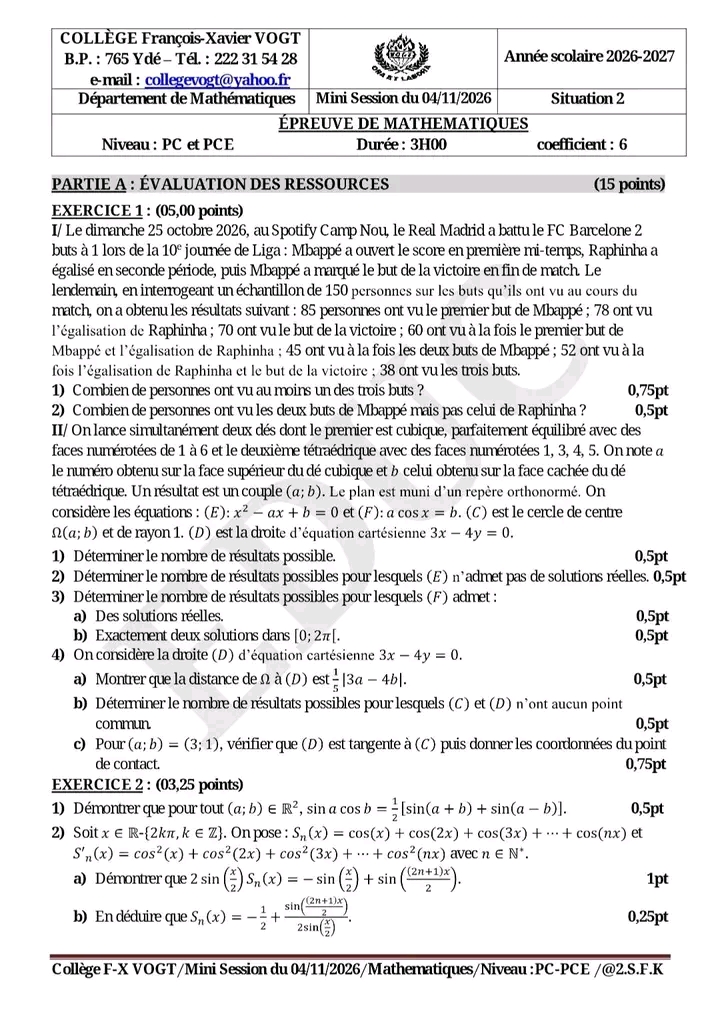 COLLÈGE François-Xavier VOGT
B.P. : 765 Ydé – Tél. : 222 31 54 28
e-mail : collegevogt@yahoo.fr
ORA ET LABORA
Année scolaire 2026-2027
Département de Mathématiques
Mini Session du 04/11/2026
Situation 2
ÉPREUVE DE MATHEMATIQUES
Niveau : PC et PCE Durée : 3H00 coefficient : 6
PARTIE A : ÉVALUATION DES RESSOURCES (15 points)
EXERCICE 1 : (05,00 points)
I/ Le dimanche 25 octobre 2026, au Spotify Camp Nou, le Real Madrid a battu le FC Barcelone 2
buts à 1 lors de la 10e journée de Liga : Mbappé a ouvert le score en première mi-temps, Raphinha a
égalisé en seconde période, puis Mbappé a marqué le but de la victoire en fin de match. Le
lendemain, en interrogeant un échantillon de 150 personnes sur les buts qu'ils ont vu au cours du
match, on a obtenu les résultats suivant : 85 personnes ont vu le premier but de Mbappé ; 78 ont vu
l'égalisation de Raphinha ; 70 ont vu le but de la victoire ; 60 ont vu à la fois le premier but de
Mbappé et l'égalisation de Raphinha ; 45 ont vu à la fois les deux buts de Mbappé ; 52 ont vu à la
fois l'égalisation de Raphinha et le but de la victoire ; 38 ont vu les trois buts.
1) Combien de personnes ont vu au moins un des trois buts ? 0,75pt
2) Combien de personnes ont vu les deux buts de Mbappé mais pas celui de Raphinha ? 0,5pt
II/ On lance simultanément deux dés dont le premier est cubique, parfaitement équilibré avec des
faces numérotées de 1 à 6 et le deuxième tétraédrique avec des faces numérotées 1, 3, 4, 5. On note a
le numéro obtenu sur la face supérieur du dé cubique et b celui obtenu sur la face cachée du dé
tétraédrique. Un résultat est un couple (a; b). Le plan est muni d'un repère orthonormé. On
considère les équations : (E): x² − ax + b = 0 et (F): a cos x = b. (C) est le cercle de centre
Ω(a; b) et de rayon 1. (D) est la droite d'équation cartésienne 3x − 4y = 0.
1) Déterminer le nombre de résultats possible. 0,5pt
2) Déterminer le nombre de résultats possibles pour lesquels (E) n'admet pas de solutions réelles. 0,5pt
3) Déterminer le nombre de résultats possibles pour lesquels (F) admet :
a) Des solutions réelles. 0,5pt
b) Exactement deux solutions dans [0; 2π[. 0,5pt
4) On considère la droite (D) d'équation cartésienne 3x − 4y = 0.
a) Montrer que la distance de Ω à (D) est 1/5 |3a − 4b|. 0,5pt
b) Déterminer le nombre de résultats possibles pour lesquels (C) et (D) n'ont aucun point
commun. 0,5pt
c) Pour (a; b) = (3; 1), vérifier que (D) est tangente à (C) puis donner les coordonnées du point
de contact. 0,75pt
EXERCICE 2 : (03,25 points)
1) Démontrer que pour tout (a; b) ∈ ℝ², sin a cos b = 1/2 [sin(a + b) + sin(a − b)]. 0,5pt
2) Soit x ∈ ℝ-{2kπ, k ∈ ℤ}. On pose : Sn(x) = cos(x) + cos(2x) + cos(3x) + ⋯ + cos(nx) et
S'n(x) = cos²(x) + cos²(2x) + cos²(3x) + ⋯ + cos²(nx) avec n ∈ ℕ*.
a) Démontrer que 2 sin (x/2) Sn(x) = − sin (x/2) + sin ((2n+1)x/2). 1pt
b) En déduire que Sn(x) = − 1/2 + sin((2n+1)x/2)/2sin(x/2). 0,25pt
Collège F-X VOGT/Mini Session du 04/11/2026/Mathematiques/Niveau :PC-PCE /@2.S.F.K